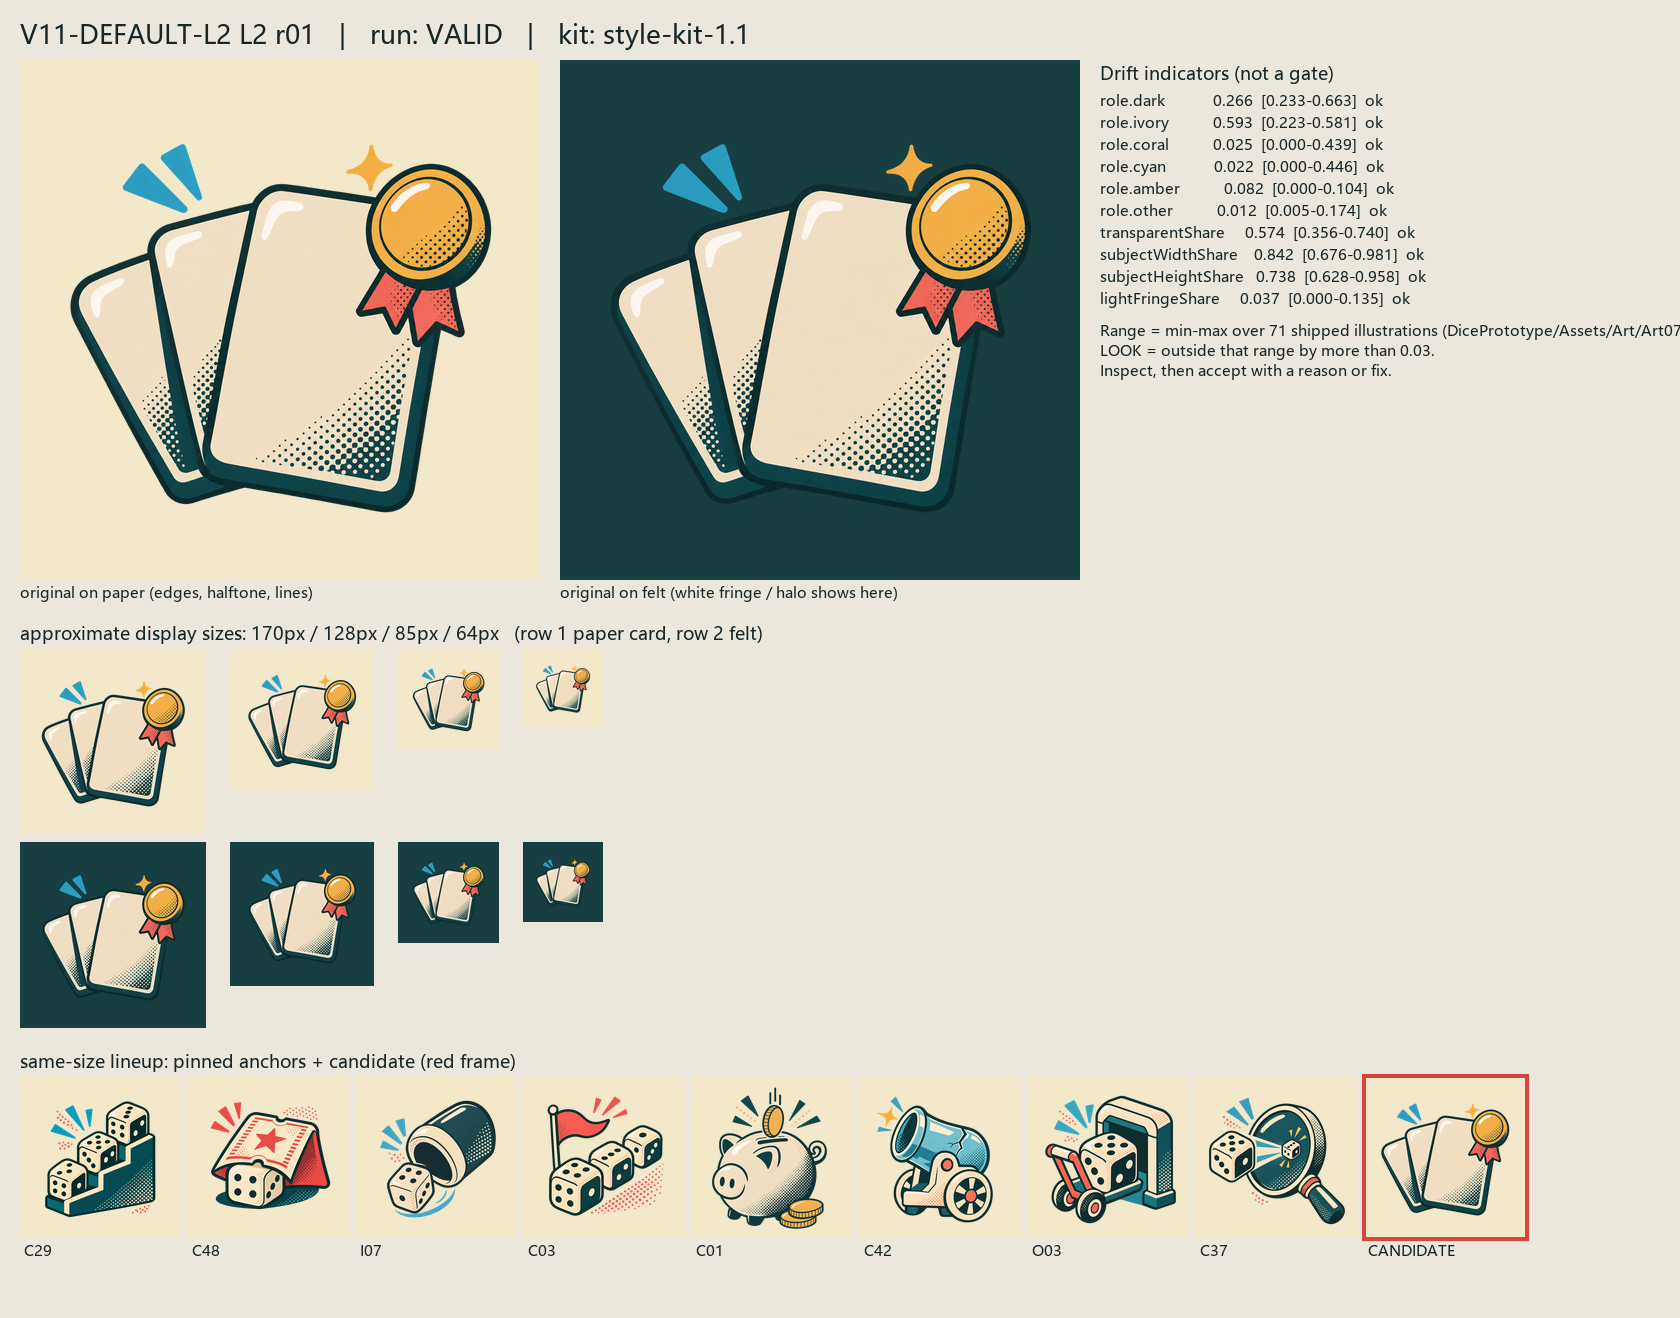 V11-DEFAULT-L2 L2 r01 | run: VALID | kit: style-kit-1.1
Drift indicators (not a gate)
role.dark 0.266 [0.233-0.663] ok
role.ivory 0.593 [0.223-0.581] ok
role.coral 0.025 [0.000-0.439] ok
role.cyan 0.022 [0.000-0.446] ok
role.amber 0.082 [0.000-0.104] ok
role.other 0.012 [0.005-0.174] ok
transparentShare 0.574 [0.356-0.740] ok
subjectWidthShare 0.842 [0.676-0.981] ok
subjectHeightShare 0.738 [0.628-0.958] ok
lightFringeShare 0.037 [0.000-0.135] ok
Range = min-max over 71 shipped illustrations (DicePrototype/Assets/Art/Art07
LOOK = outside that range by more than 0.03.
Inspect, then accept with a reason or fix.
original on paper (edges, halftone, lines)
original on felt (white fringe / halo shows here)
approximate display sizes: 170px / 128px / 85px / 64px (row 1 paper card, row 2 felt)
same-size lineup: pinned anchors + candidate (red frame)
C29 C48 I07 C03 C01 C42 O03 C37 CANDIDATE